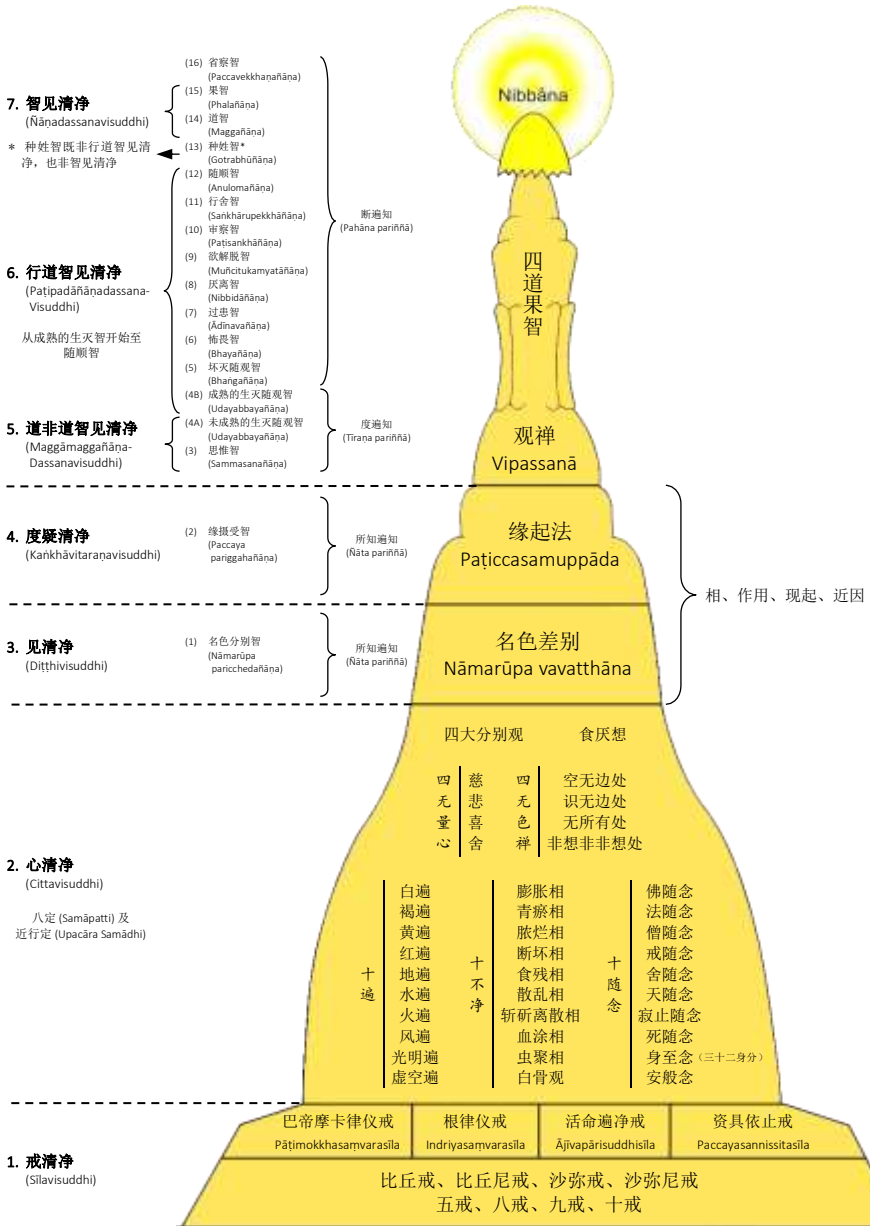 Nibbāna
四道果智
观禅
Vipassanā
缘起法
Paṭiccasamuppāda
名色差别
Nāmarūpa vavatthāna
相、作用、现起、近因
7. 智见清净
(Ñāṇadassanavisuddhi)
* 种姓智既非行道智见清
净，也非智见清净
6. 行道智见清净
(Paṭipadāñāṇadassana-
Visuddhi)
从成熟的生灭智开始至
随顺智
5. 道非道智见清净
(Maggāmaggañāṇa-
Dassanavisuddhi)
(16) 省察智
(Paccavekkhaṇañāṇa)
(15) 果智
(Phalañāṇa)
(14) 道智
(Maggañāṇa)
(13) 种姓智*
(Gotrabhūñāṇa)
(12) 随顺智
(Anulomañāṇa)
(11) 行舍智
(Saṅkhārupekkhāñāṇa)
(10) 审察智
(Paṭisankhāñāṇa)
(9) 欲解脱智
(Muñcitukamyatāñāṇa)
(8) 厌离智
(Nibbidāñāṇa)
(7) 过患智
(Ādīnavañāṇa)
(6) 怖畏智
(Bhayañāṇa)
(5) 坏灭随观智
(Bhaṅgañāṇa)
(4B) 成熟的生灭随观智
(Udayabbayañāṇa)
(4A) 未成熟的生灭随观智
(Udayabbayañāṇa)
(3) 思惟智
(Sammasanañāṇa)
断遍知
(Pahāna pariññā)
度遍知
(Tīraṇa pariññā)
4. 度疑清净
(Kaṅkhāvitaraṇavisuddhi)
(2) 缘摄受智
(Paccaya
pariggahañāṇa)
所知遍知
(Ñāta pariññā)
3. 见清净
(Diṭṭhivisuddhi)
(1) 名色分别智
(Nāmarūpa
paricchedañāṇa)
所知遍知
(Ñāta pariññā)
2. 心清净
(Cittavisuddhi)
八定 (Samāpatti) 及
近行定 (Upacāra Samādhi)
四大分别观 食厌想
四无量心
慈
悲
喜
舍
四无色禅
空无边处
识无边处
无所有处
非想非非想处
十遍
白遍
褐遍
黄遍
红遍
地遍
水遍
火遍
风遍
光明遍
虚空遍
十不净
膨胀相
青瘀相
脓烂相
断坏相
食残相
散乱相
斩斫离散相
血涂相
虫聚相
白骨观
十随念
佛随念
法随念
僧随念
戒随念
舍随念
天随念
寂止随念
死随念
身至念（三十二身分）
安般念
1. 戒清净
(Sīlavisuddhi)
巴帝摩卡律仪戒 根律仪戒 活命遍净戒 资具依止戒
Pāṭimokkhasaṃvarasīla Indriyasaṃvarasīla Ājīvapārisuddhisīla Paccayasannissitasīla
比丘戒、比丘尼戒、沙弥戒、沙弥尼戒
五戒、八戒、九戒、十戒